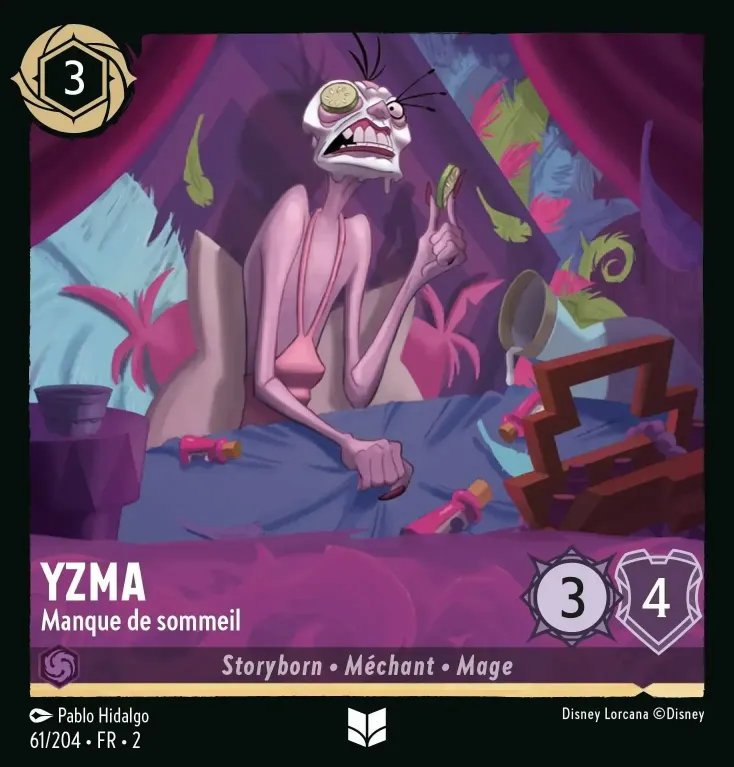 3
YZMA
Manque de sommeil
3
4
Storyborn • Méchant • Mage
Pablo Hidalgo
Disney Lorcana ©Disney
61/204 • FR • 2